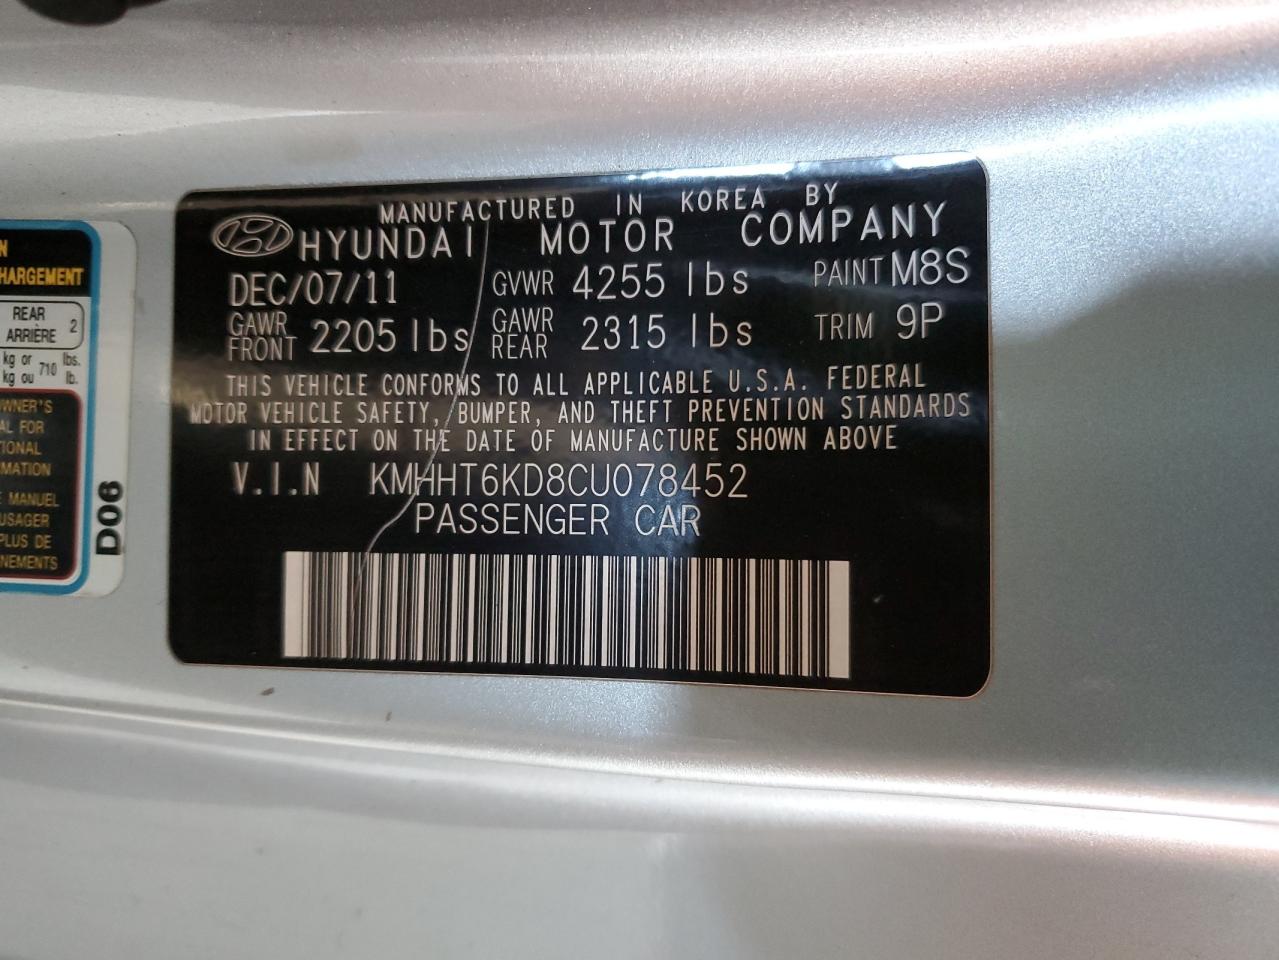 MANUFACTURED IN KOREA BY
HYUNDAI MOTOR COMPANY
DEC/07/11 GVWR 4255 lbs PAINT M8S
GAWR FRONT 2205 lbs GAWR REAR 2315 lbs TRIM 9P
THIS VEHICLE CONFORMS TO ALL APPLICABLE U.S.A. FEDERAL
MOTOR VEHICLE SAFETY, BUMPER, AND THEFT PREVENTION STANDARDS
IN EFFECT ON THE DATE OF MANUFACTURE SHOWN ABOVE
V.I.N KMHHT6KD8CU078452
PASSENGER CAR
N
HARGEMENT
REAR
ARRIÈRE 2
kg or 710 lbs.
kg ou lb.
WNER'S
AL FOR
TIONAL
MATION
E MANUEL
USAGER
PLUS DE
NEMENTS
D06